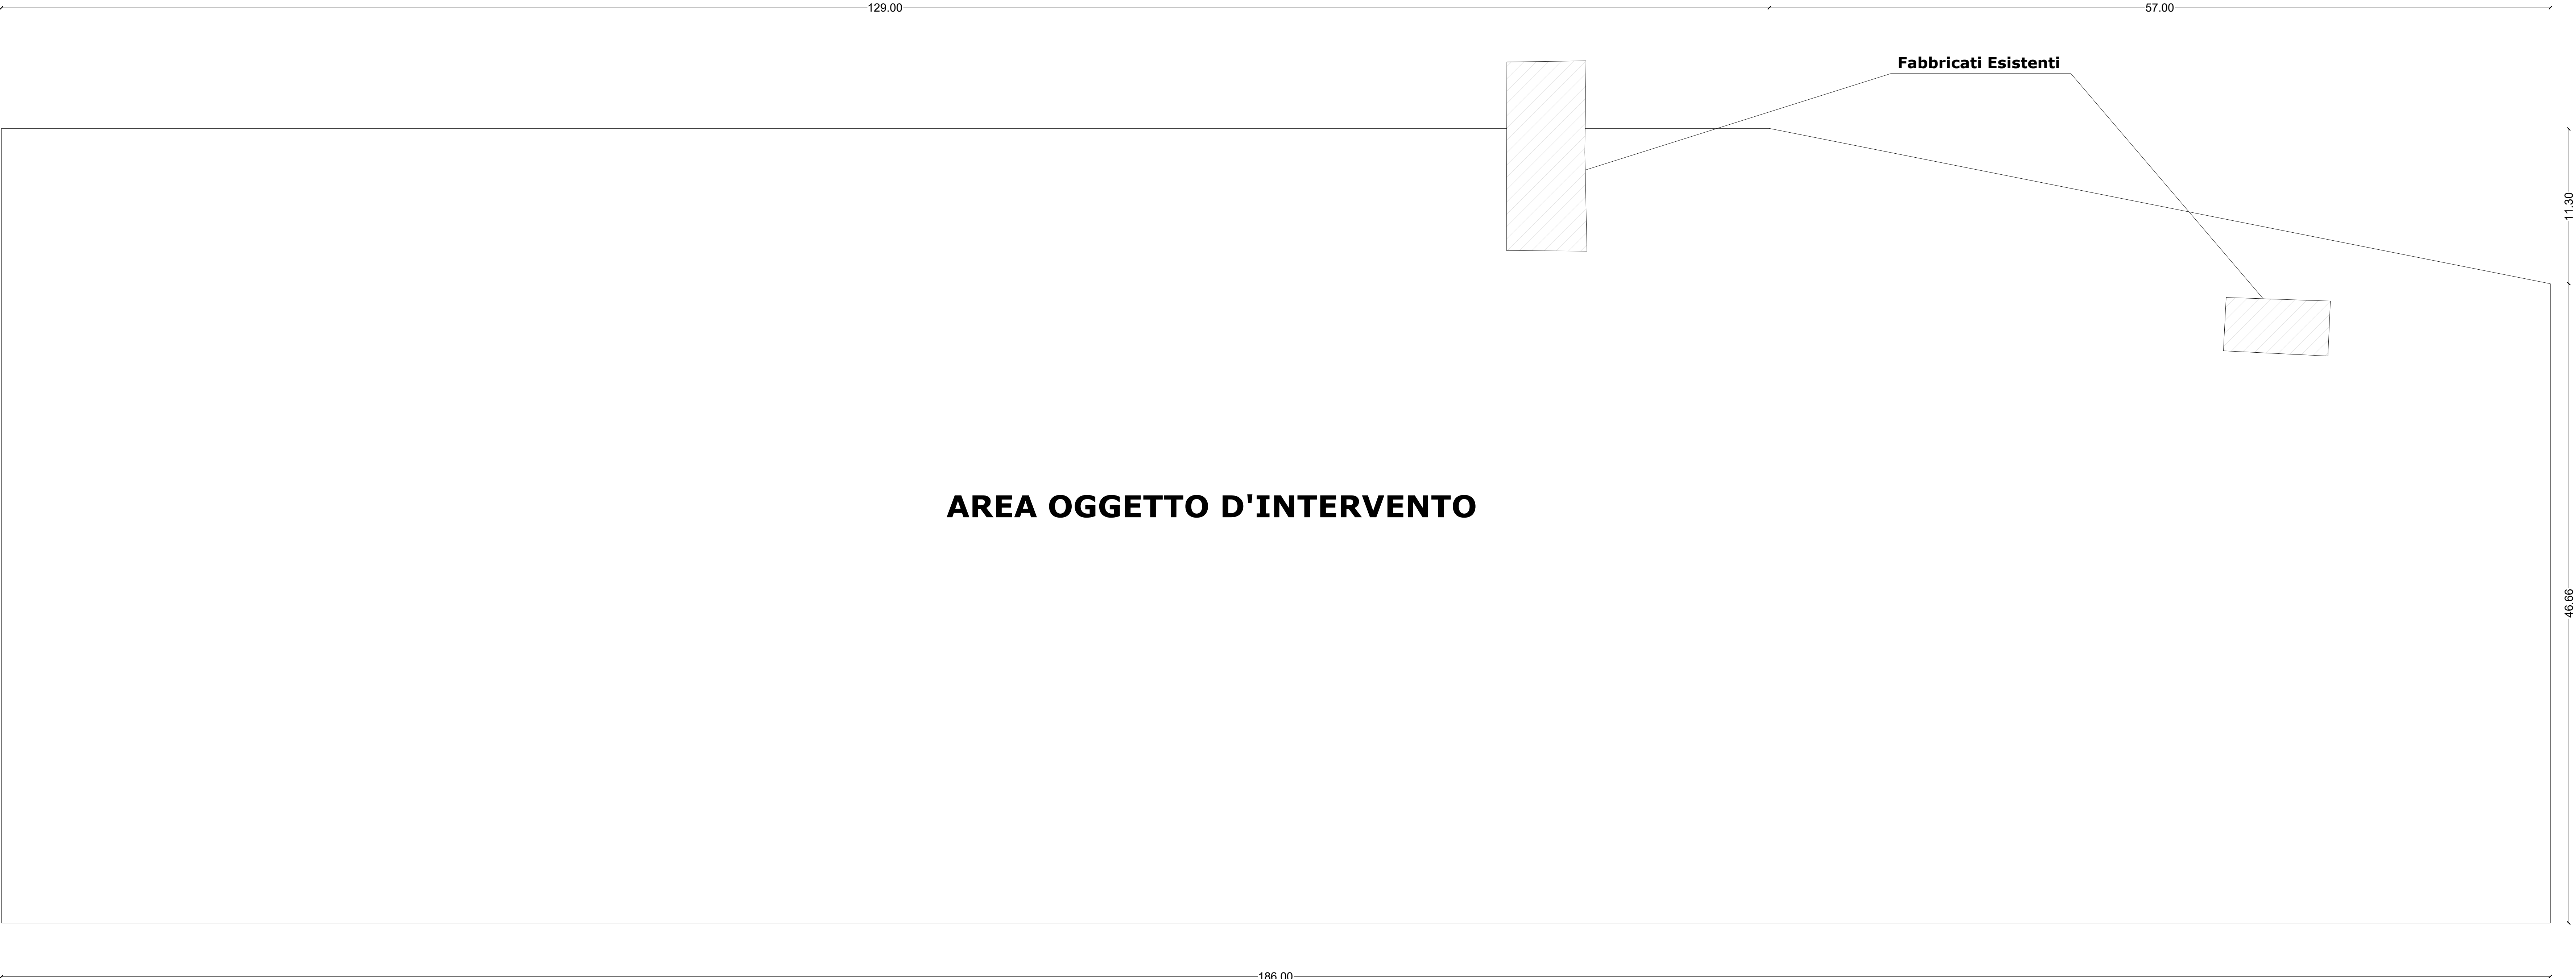 129.00
57.00
Fabbricati Esistenti
11.30
AREA OGGETTO D'INTERVENTO
46.66
186.00